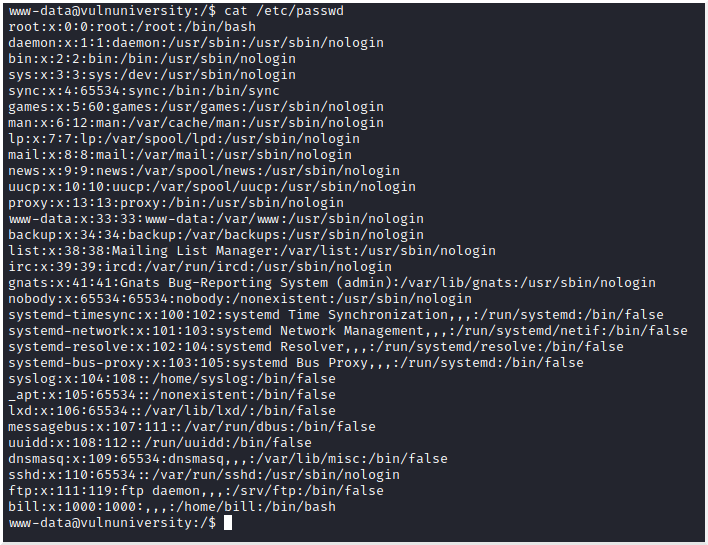 www-data@vulnuniversity:/$ cat /etc/passwd
root:x:0:0:root:/root:/bin/bash
daemon:x:1:1:daemon:/usr/sbin:/usr/sbin/nologin
bin:x:2:2:bin:/bin:/usr/sbin/nologin
sys:x:3:3:sys:/dev:/usr/sbin/nologin
sync:x:4:65534:sync:/bin:/bin/sync
games:x:5:60:games:/usr/games:/usr/sbin/nologin
man:x:6:12:man:/var/cache/man:/usr/sbin/nologin
lp:x:7:7:lp:/var/spool/lpd:/usr/sbin/nologin
mail:x:8:8:mail:/var/mail:/usr/sbin/nologin
news:x:9:9:news:/var/spool/news:/usr/sbin/nologin
uucp:x:10:10:uucp:/var/spool/uucp:/usr/sbin/nologin
proxy:x:13:13:proxy:/bin:/usr/sbin/nologin
www-data:x:33:33:www-data:/var/www:/usr/sbin/nologin
backup:x:34:34:backup:/var/backups:/usr/sbin/nologin
list:x:38:38:Mailing List Manager:/var/list:/usr/sbin/nologin
irc:x:39:39:ircd:/var/run/ircd:/usr/sbin/nologin
gnats:x:41:41:Gnats Bug-Reporting System (admin):/var/lib/gnats:/usr/sbin/nologin
nobody:x:65534:65534:nobody:/nonexistent:/usr/sbin/nologin
systemd-timesync:x:100:102:systemd Time Synchronization,,,:/run/systemd:/bin/false
systemd-network:x:101:103:systemd Network Management,,,:/run/systemd/netif:/bin/false
systemd-resolve:x:102:104:systemd Resolver,,,:/run/systemd/resolve:/bin/false
systemd-bus-proxy:x:103:105:systemd Bus Proxy,,,:/run/systemd:/bin/false
syslog:x:104:108::/home/syslog:/bin/false
_apt:x:105:65534::/nonexistent:/bin/false
lxd:x:106:65534::/var/lib/lxd/:/bin/false
messagebus:x:107:111::/var/run/dbus:/bin/false
uuidd:x:108:112::/run/uuidd:/bin/false
dnsmasq:x:109:65534:dnsmasq,,,:/var/lib/misc:/bin/false
sshd:x:110:65534::/var/run/sshd:/usr/sbin/nologin
ftp:x:111:119:ftp daemon,,,:/srv/ftp:/bin/false
bill:x:1000:1000:,,,:/home/bill:/bin/bash
www-data@vulnuniversity:/$